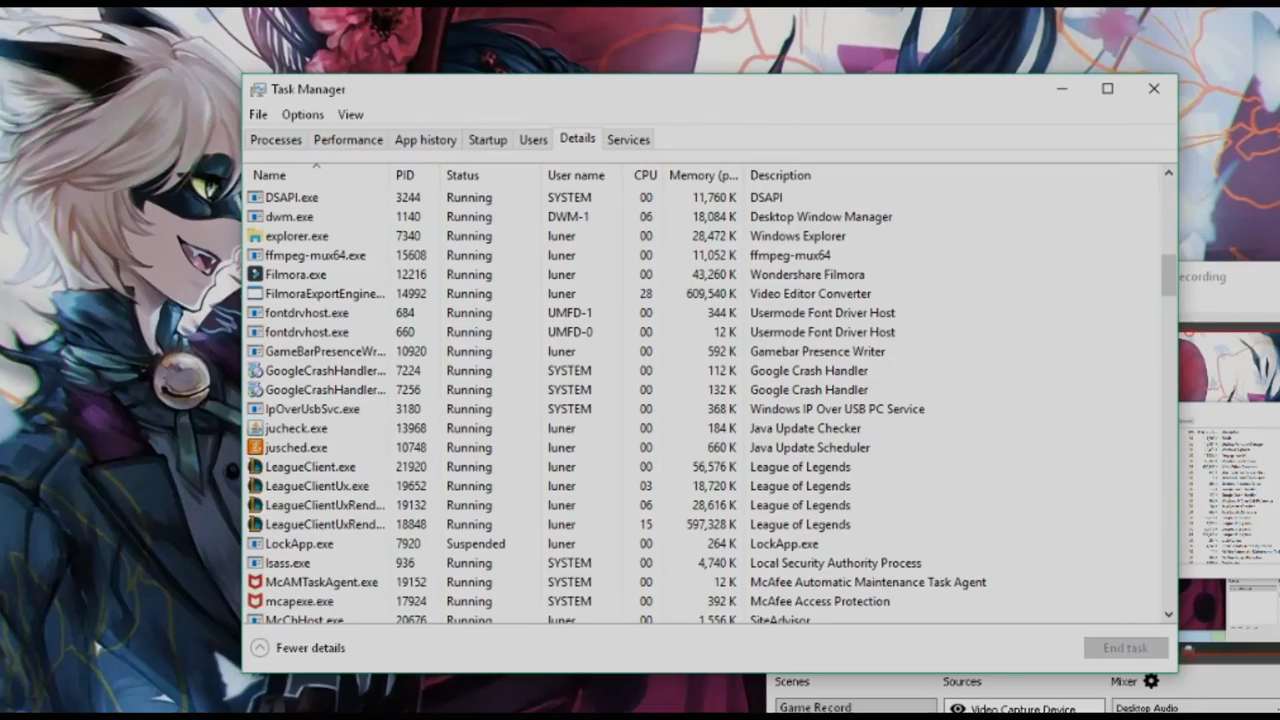 Task Manager
File Options View
Processes Performance App history Startup Users Details Services
Name PID Status User name CPU Memory (p... Description
DSAPI.exe 3244 Running SYSTEM 00 11,760 K DSAPI
dwm.exe 1140 Running DWM-1 06 18,084 K Desktop Window Manager
explorer.exe 7340 Running luner 00 28,472 K Windows Explorer
ffmpeg-mux64.exe 15608 Running luner 00 11,052 K ffmpeg-mux64
Filmora.exe 12216 Running luner 00 43,260 K Wondershare Filmora
FilmoraExportEngine... 14992 Running luner 28 609,540 K Video Editor Converter
fontdrvhost.exe 684 Running UMFD-1 00 344 K Usermode Font Driver Host
fontdrvhost.exe 660 Running UMFD-0 00 12 K Usermode Font Driver Host
GameBarPresenceWr... 10920 Running luner 00 592 K Gamebar Presence Writer
GoogleCrashHandler... 7224 Running SYSTEM 00 112 K Google Crash Handler
GoogleCrashHandler... 7256 Running SYSTEM 00 132 K Google Crash Handler
IpOverUsbSvc.exe 3180 Running SYSTEM 00 368 K Windows IP Over USB PC Service
jucheck.exe 13968 Running luner 00 184 K Java Update Checker
jusched.exe 10748 Running luner 00 660 K Java Update Scheduler
LeagueClient.exe 21920 Running luner 00 56,576 K League of Legends
LeagueClientUx.exe 19652 Running luner 03 18,720 K League of Legends
LeagueClientUxRend... 19132 Running luner 06 28,616 K League of Legends
LeagueClientUxRend... 18848 Running luner 15 597,328 K League of Legends
LockApp.exe 7920 Suspended luner 00 264 K LockApp.exe
lsass.exe 936 Running SYSTEM 00 4,740 K Local Security Authority Process
McAMTaskAgent.exe 19152 Running SYSTEM 00 12 K McAfee Automatic Maintenance Task Agent
mcapexe.exe 17924 Running SYSTEM 00 392 K McAfee Access Protection
McChHost.exe 20676 Running luner 00 1,556 K SiteAdvisor
Fewer details End task
ecording
Scenes Sources Mixer
Game Record Video Capture Device Desktop Audio